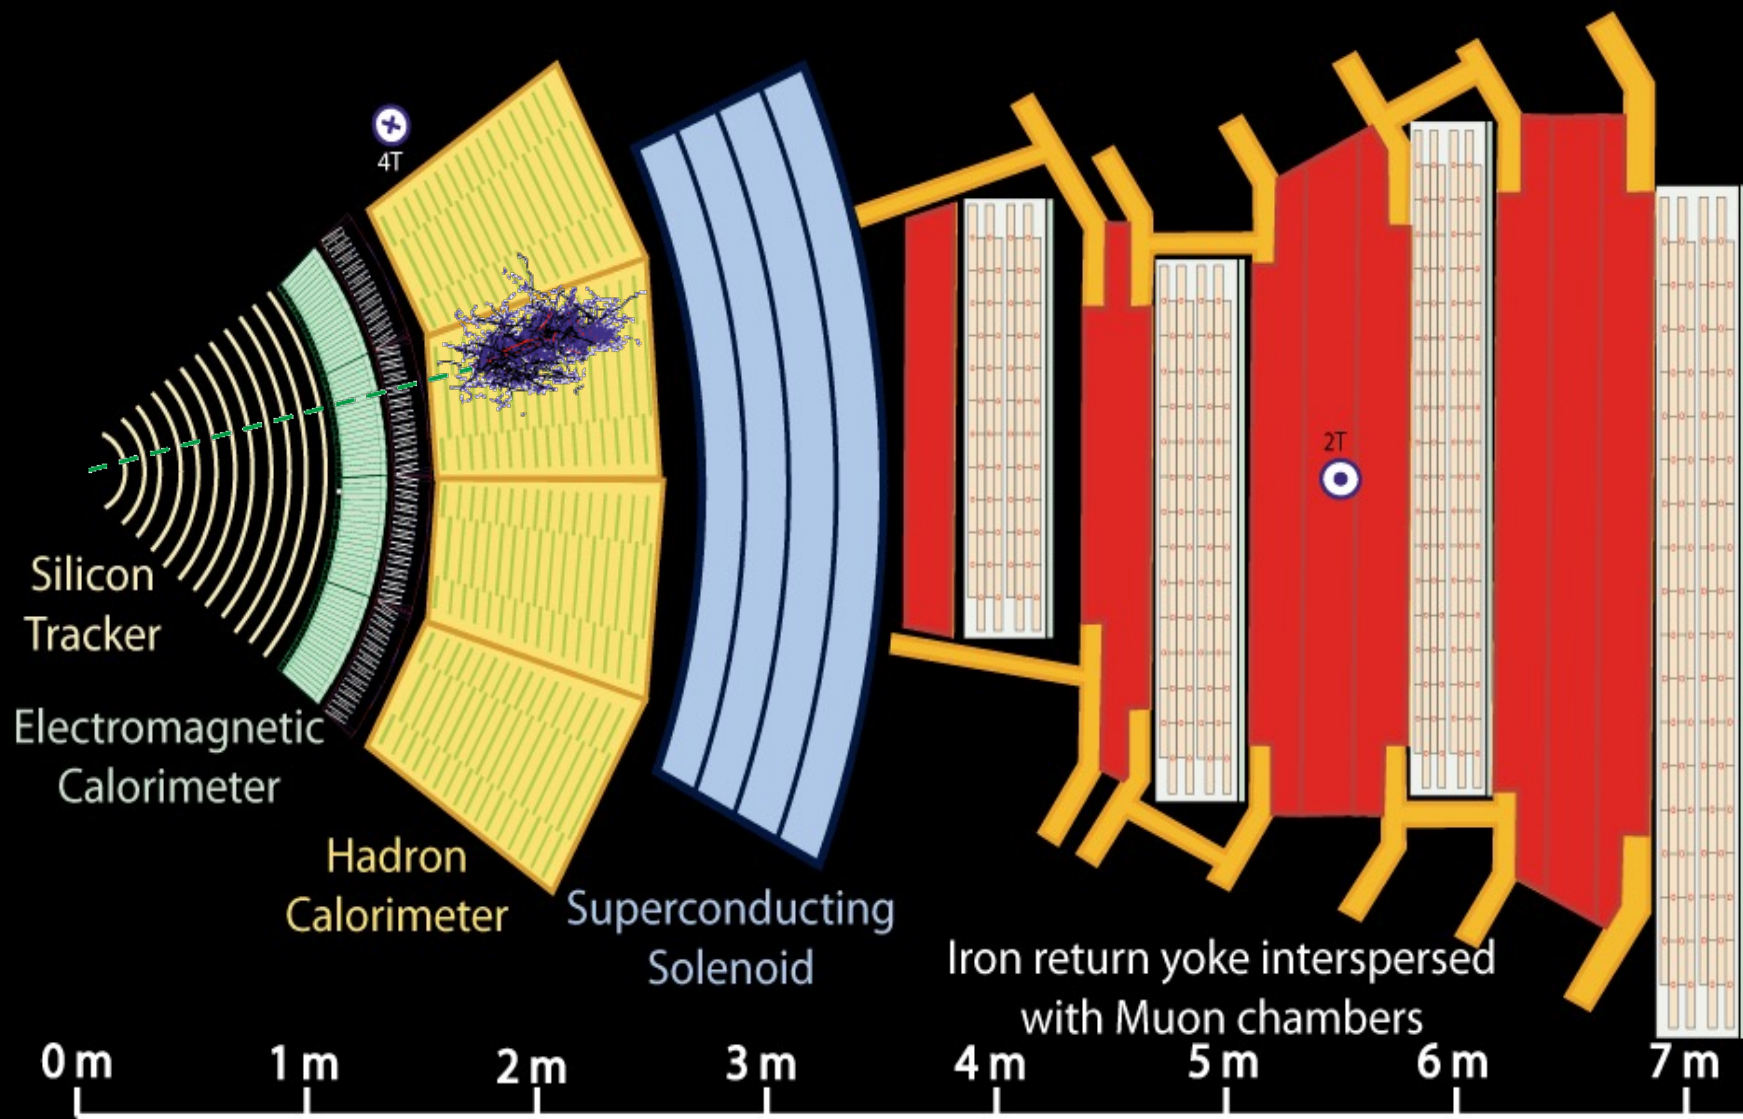 4T
2T
Silicon
Tracker
Electromagnetic
Calorimeter
Hadron
Calorimeter
Superconducting
Solenoid
Iron return yoke interspersed
with Muon chambers
0 m 1 m 2 m 3 m 4 m 5 m 6 m 7 m